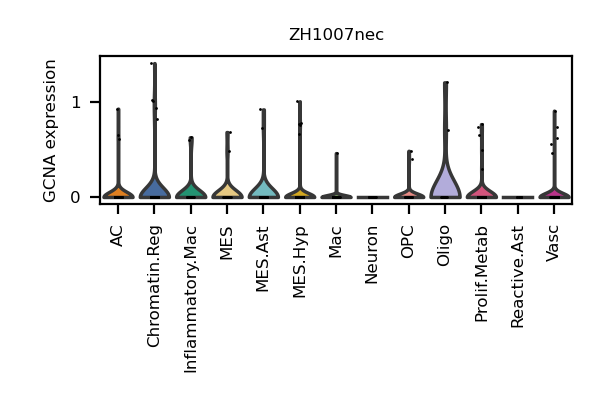 ZH1007nec
GCNA expression
1
0
AC
Chromatin.Reg
Inflammatory.Mac
MES
MES.Ast
MES.Hyp
Mac
Neuron
OPC
Oligo
Prolif.Metab
Reactive.Ast
Vasc